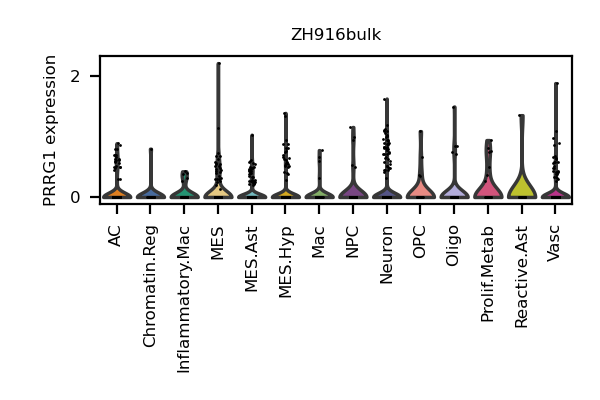 ZH916bulk
PRRG1 expression
2
0
AC
Chromatin.Reg
Inflammatory.Mac
MES
MES.Ast
MES.Hyp
Mac
NPC
Neuron
OPC
Oligo
Prolif.Metab
Reactive.Ast
Vasc